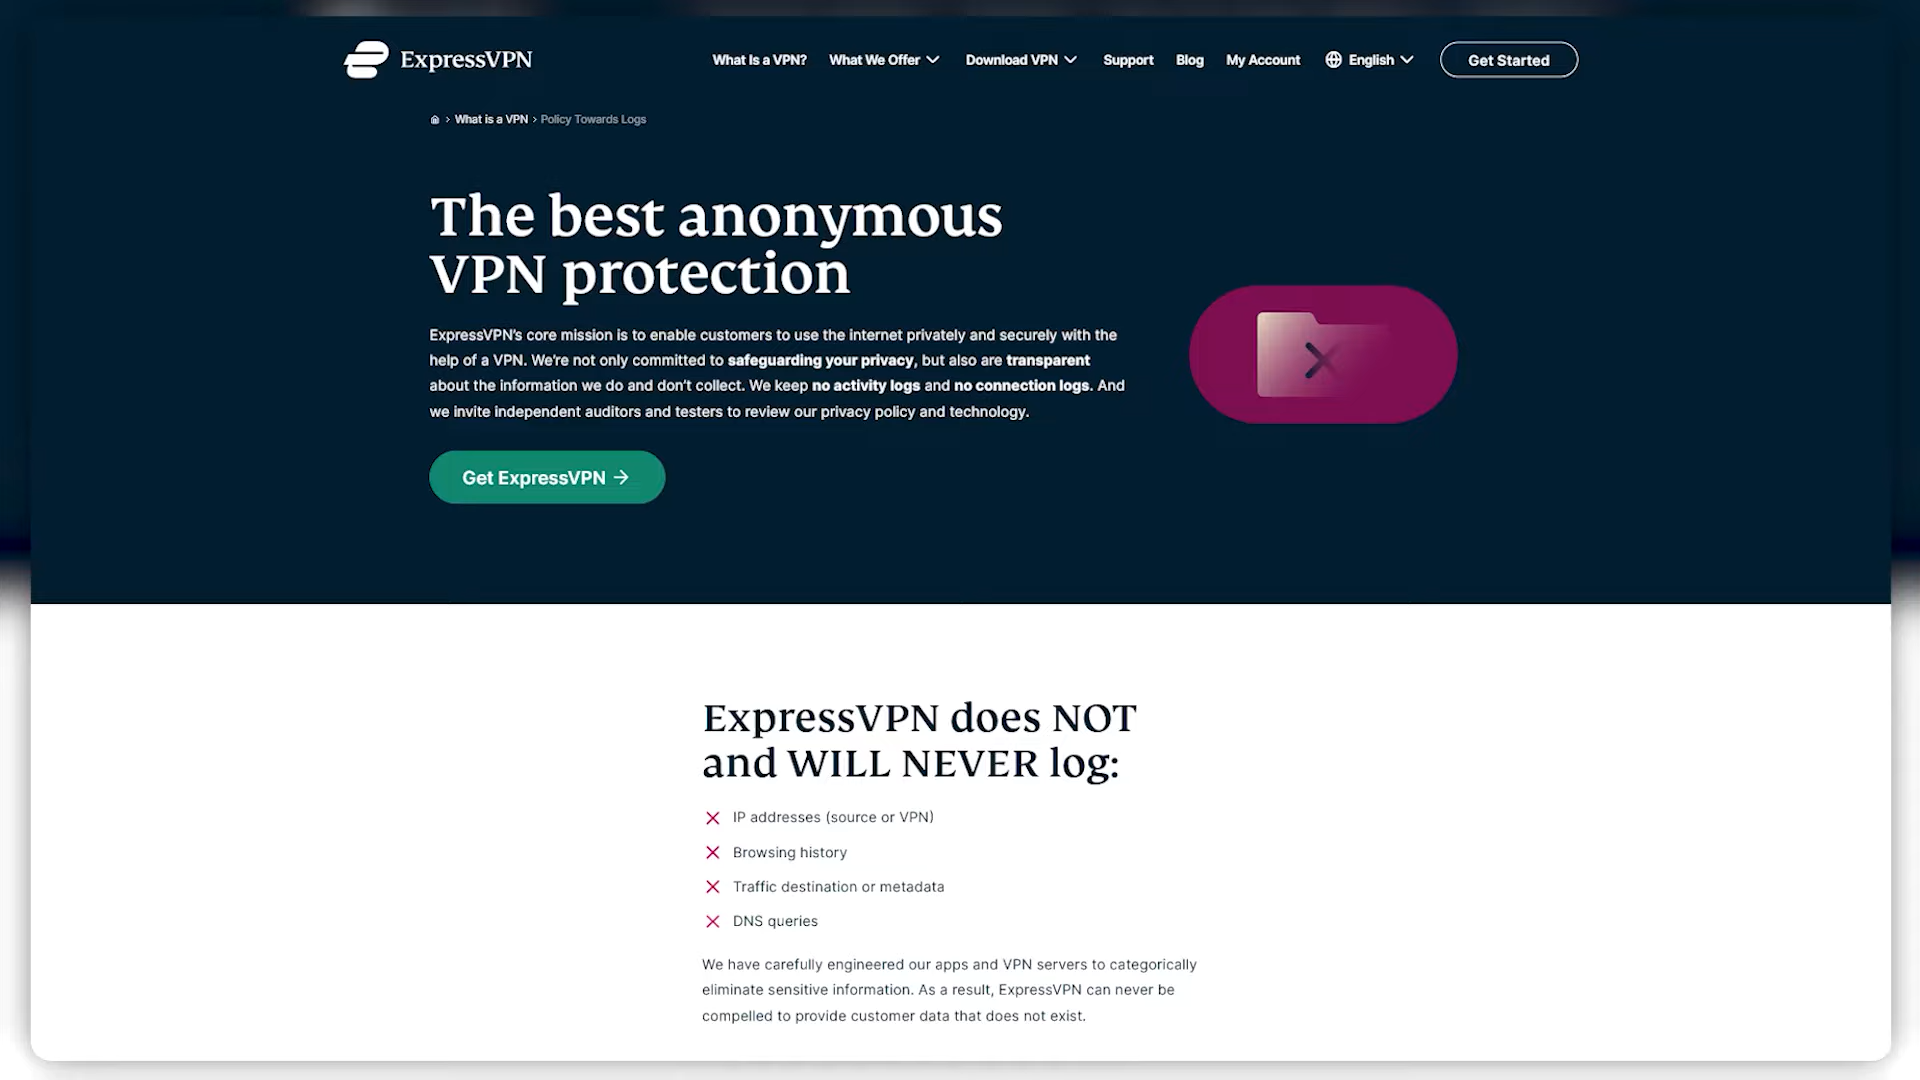 ExpressVPN
What Is a VPN? What We Offer Download VPN Support Blog My Account English Get Started
> What is a VPN > Policy Towards Logs
The best anonymous
VPN protection
ExpressVPN's core mission is to enable customers to use the internet privately and securely with the
help of a VPN. We're not only committed to safeguarding your privacy, but also are transparent
about the information we do and don't collect. We keep no activity logs and no connection logs. And
we invite independent auditors and testers to review our privacy policy and technology.
Get ExpressVPN →
ExpressVPN does NOT
and WILL NEVER log:
IP addresses (source or VPN)
Browsing history
Traffic destination or metadata
DNS queries
We have carefully engineered our apps and VPN servers to categorically
eliminate sensitive information. As a result, ExpressVPN can never be
compelled to provide customer data that does not exist.